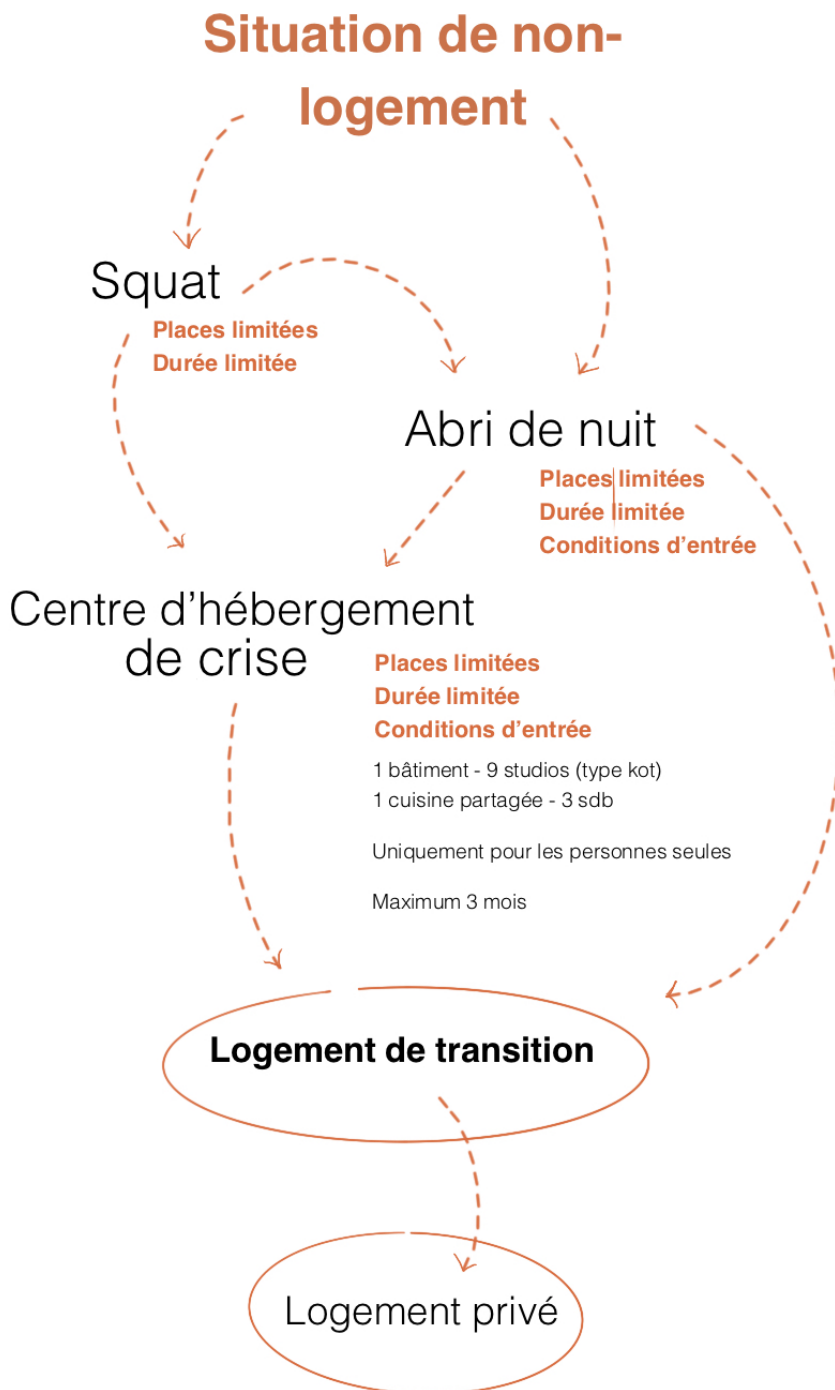 Situation de non-
logement
Squat
Places limitées
Durée limitée
Abri de nuit
Places limitées
Durée limitée
Conditions d'entrée
Centre d'hébergement
de crise
Places limitées
Durée limitée
Conditions d'entrée
1 bâtiment - 9 studios (type kot)
1 cuisine partagée - 3 sdb
Uniquement pour les personnes seules
Maximum 3 mois
Logement de transition
Logement privé